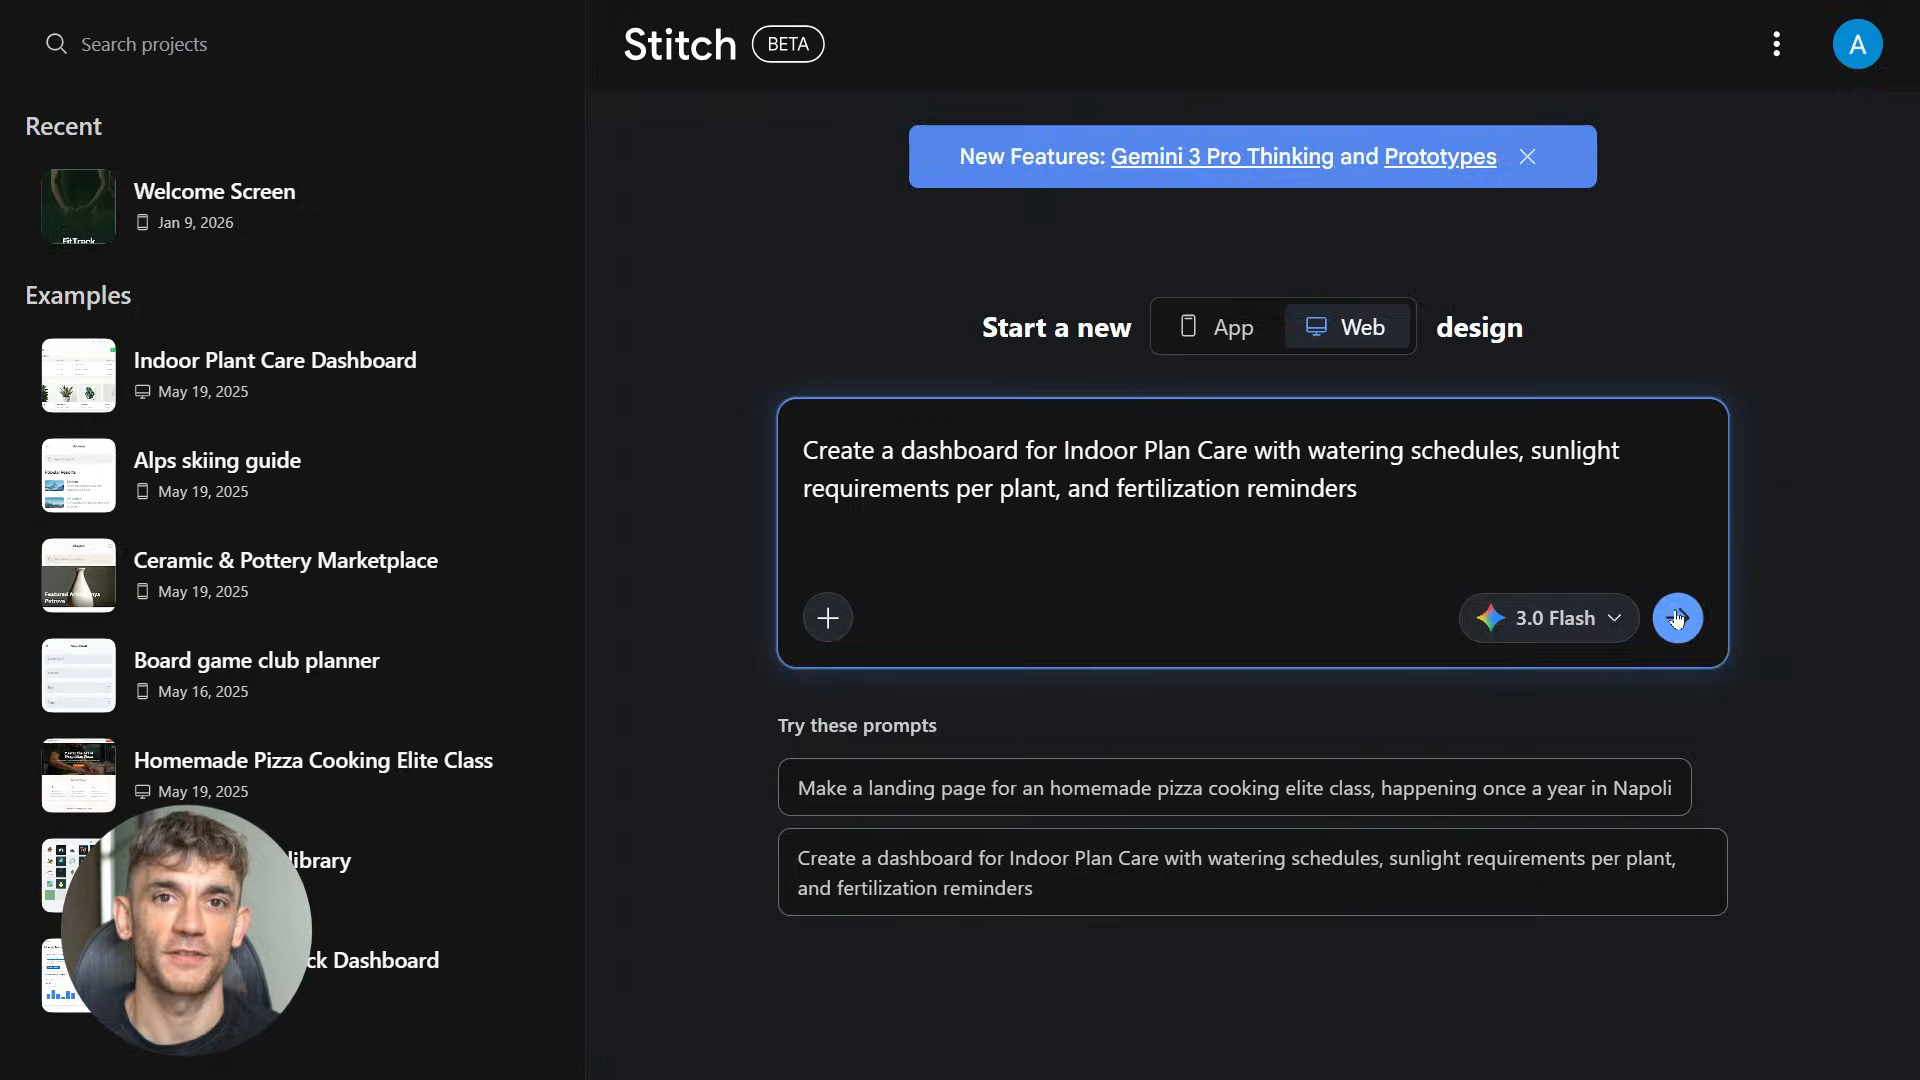 Search projects
Stitch BETA
A
New Features: Gemini 3 Pro Thinking and Prototypes
Recent
Welcome Screen
Jan 9, 2026
FitTrack
Examples
Indoor Plant Care Dashboard
May 19, 2025
Alps skiing guide
May 19, 2025
Ceramic & Pottery Marketplace
May 19, 2025
Board game club planner
May 16, 2025
Homemade Pizza Cooking Elite Class
May 19, 2025
library
ck Dashboard
Start a new App Web design
Create a dashboard for Indoor Plan Care with watering schedules, sunlight
requirements per plant, and fertilization reminders
3.0 Flash
Try these prompts
Make a landing page for an homemade pizza cooking elite class, happening once a year in Napoli
Create a dashboard for Indoor Plan Care with watering schedules, sunlight requirements per plant,
and fertilization reminders